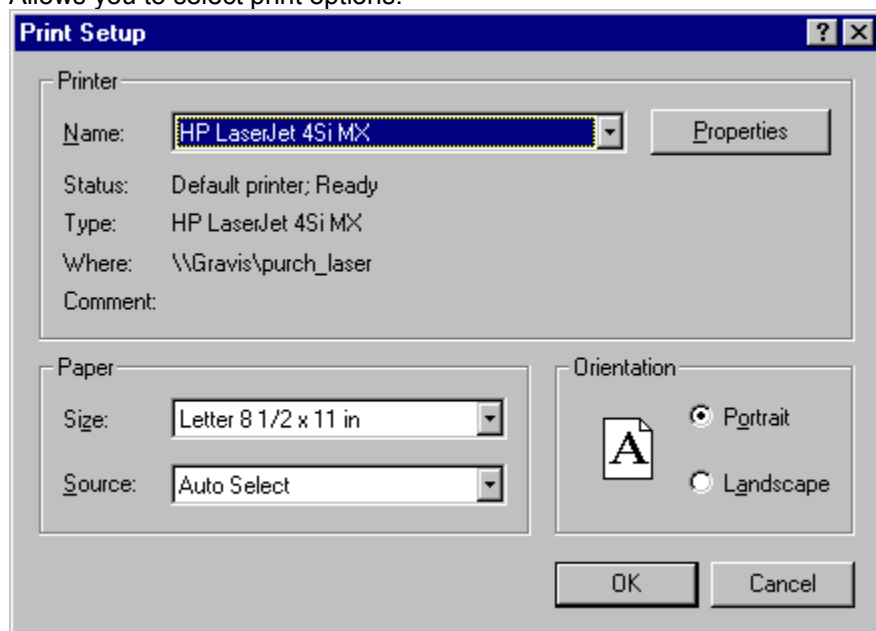 Allows you to select print options.
Print Setup
Printer
Name: HP LaserJet 4Si MX Properties
Status: Default printer; Ready
Type: HP LaserJet 4Si MX
Where: \\Gravis\purch_laser
Comment:
Paper Orientation
Size: Letter 8 1/2 x 11 in A Portrait
Source: Auto Select Landscape
OK Cancel